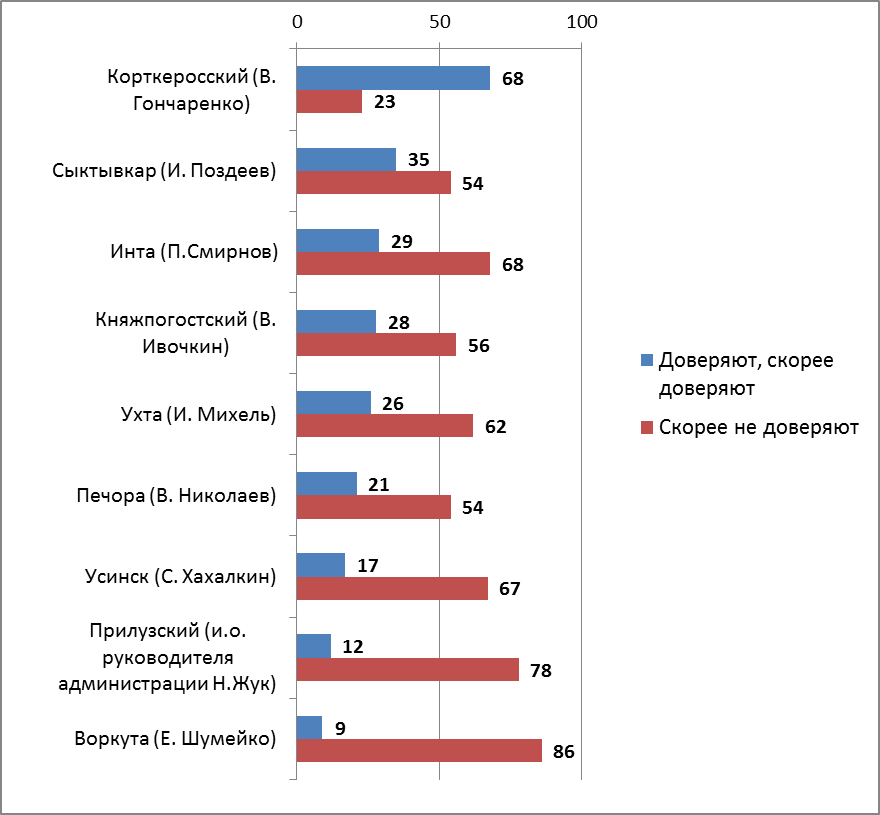 0 50 100
Корткеросский (В.
Гончаренко)
68
23
Сыктывкар (И. Поздеев)
35
54
Инта (П.Смирнов)
29
68
Княжпогостский (В.
Ивочкин)
28
56
Ухта (И. Михель)
26
62
Печора (В. Николаев)
21
54
Усинск (С. Хахалкин)
17
67
Прилузский (и.о.
руководителя
администрации Н.Жук)
12
78
Воркута (Е. Шумейко)
9
86
Доверяют, скорее
доверяют
Скорее не доверяют